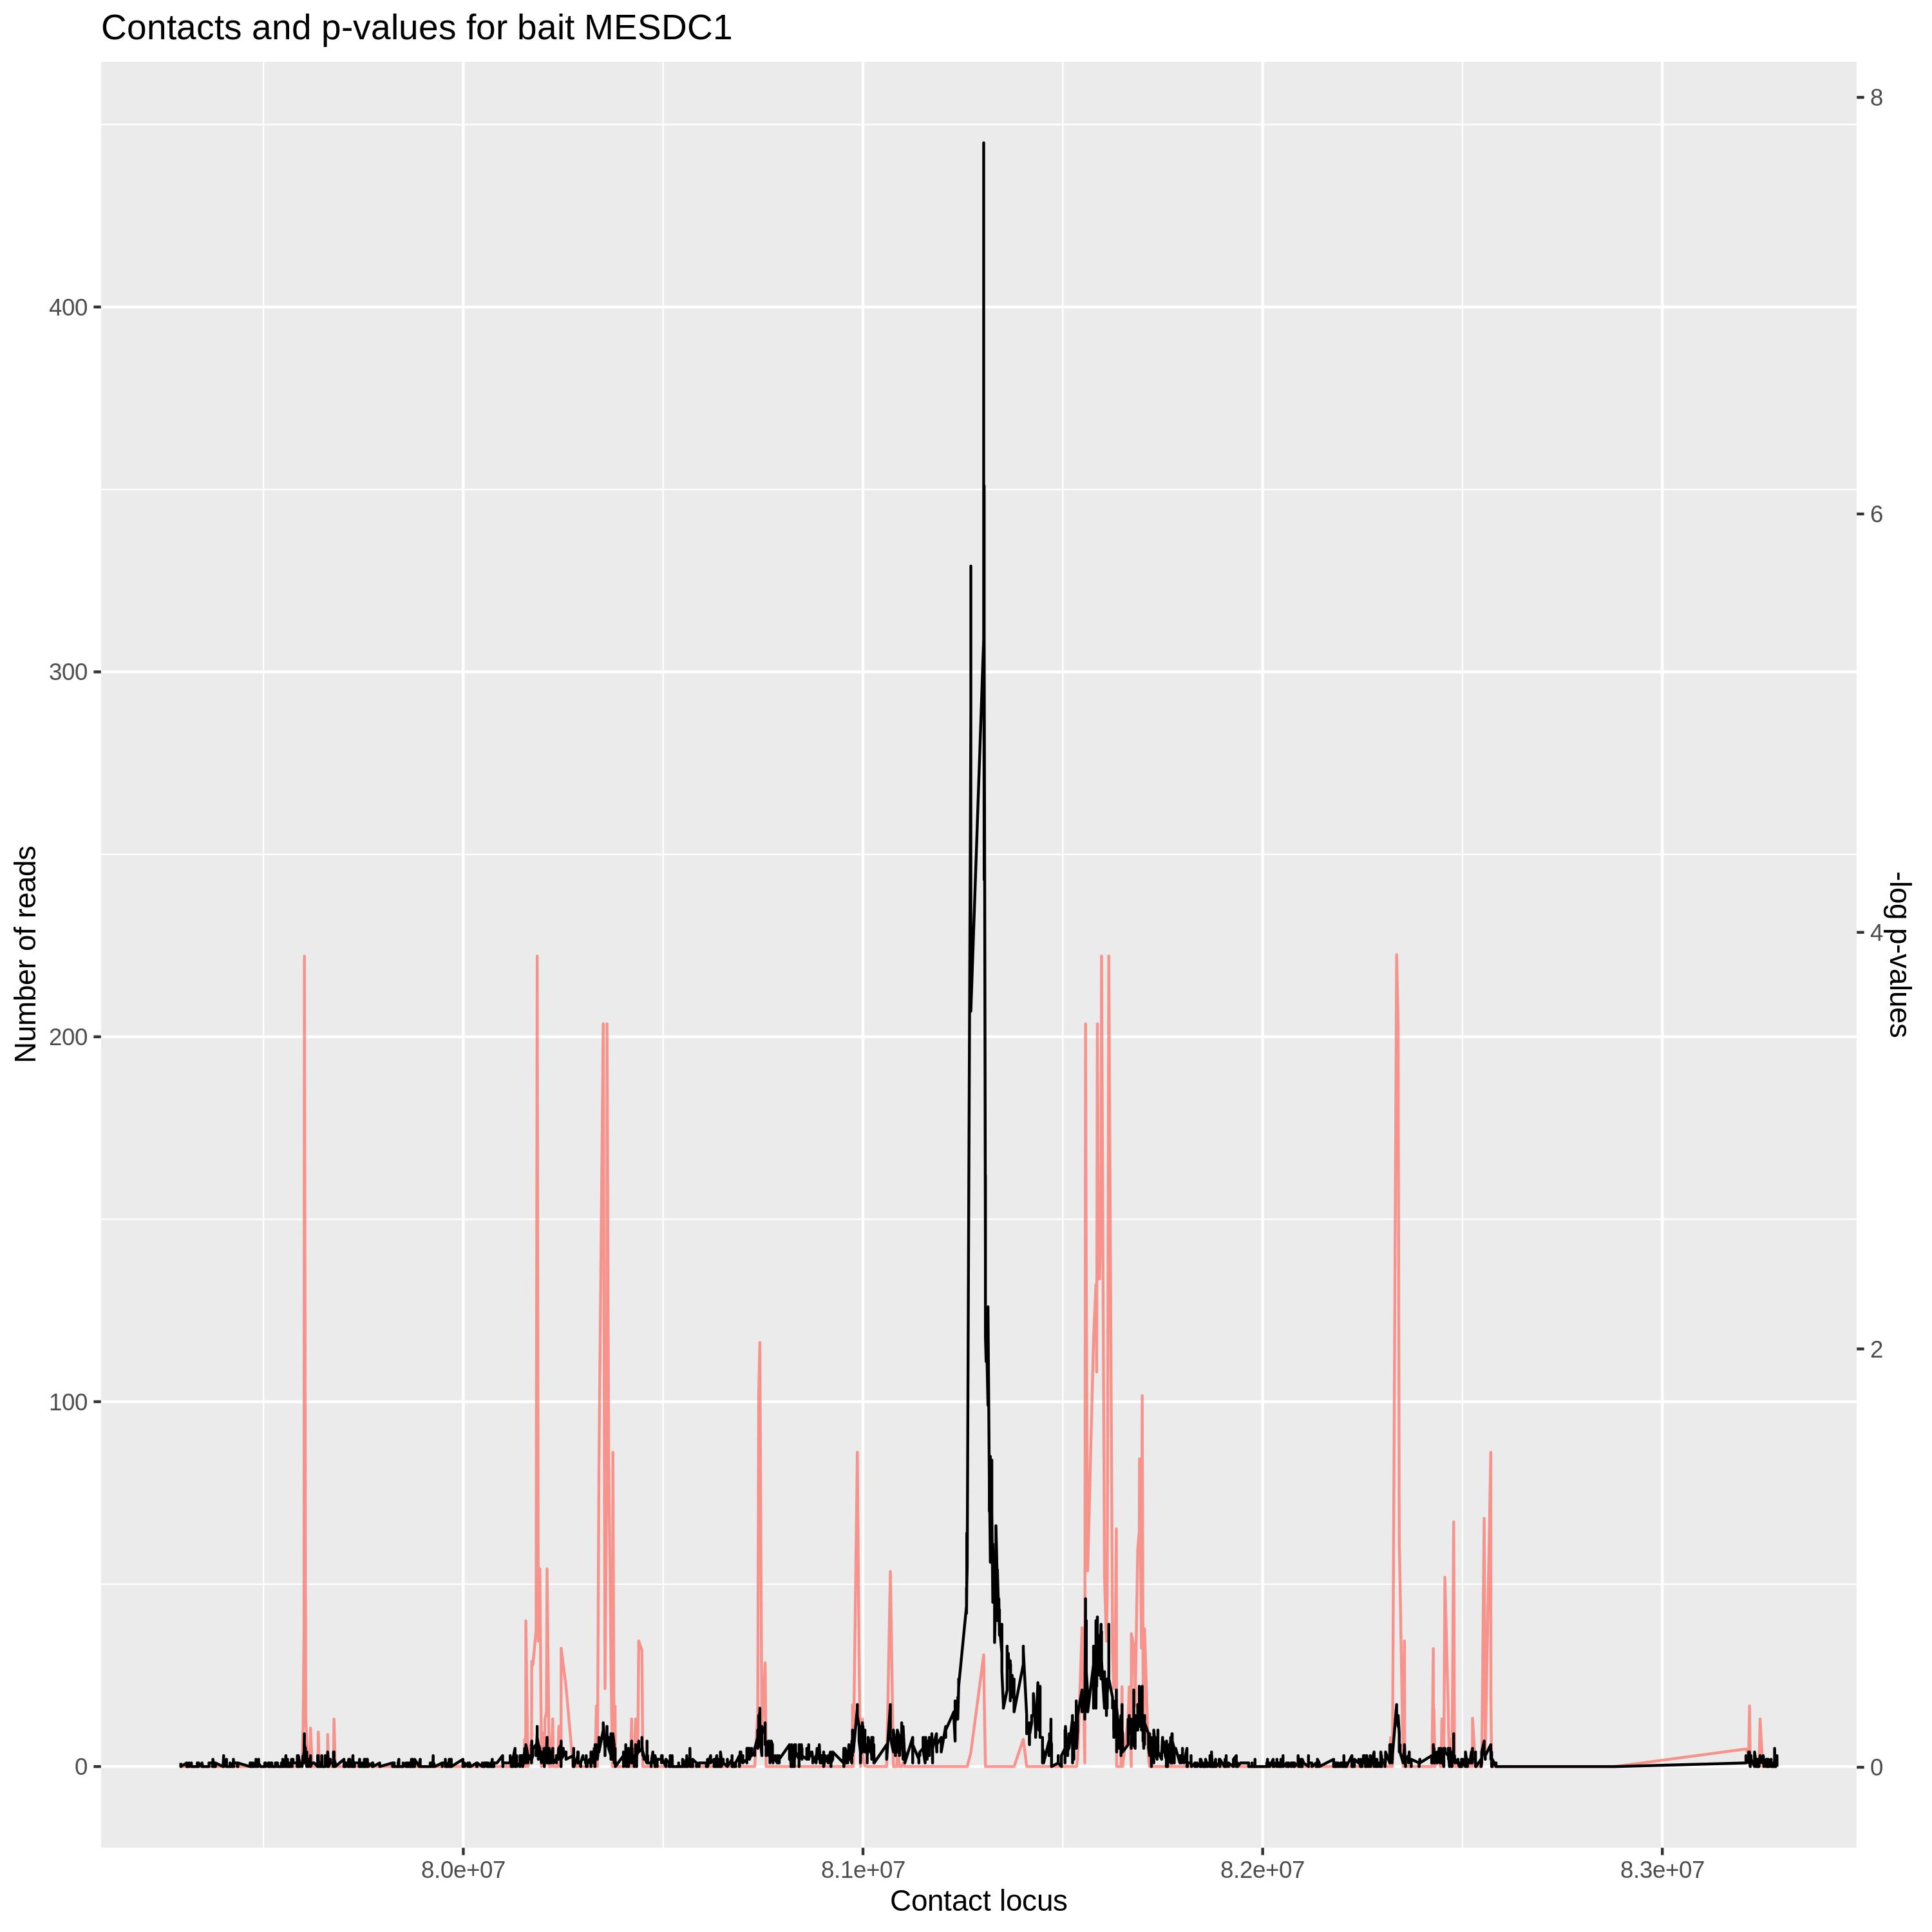 Contacts and p-values for bait MESDC1
Number of reads
400
300
200
100
0
8
6
4
2
0
-log p-values
8.0e+07
8.1e+07
8.2e+07
8.3e+07
Contact locus